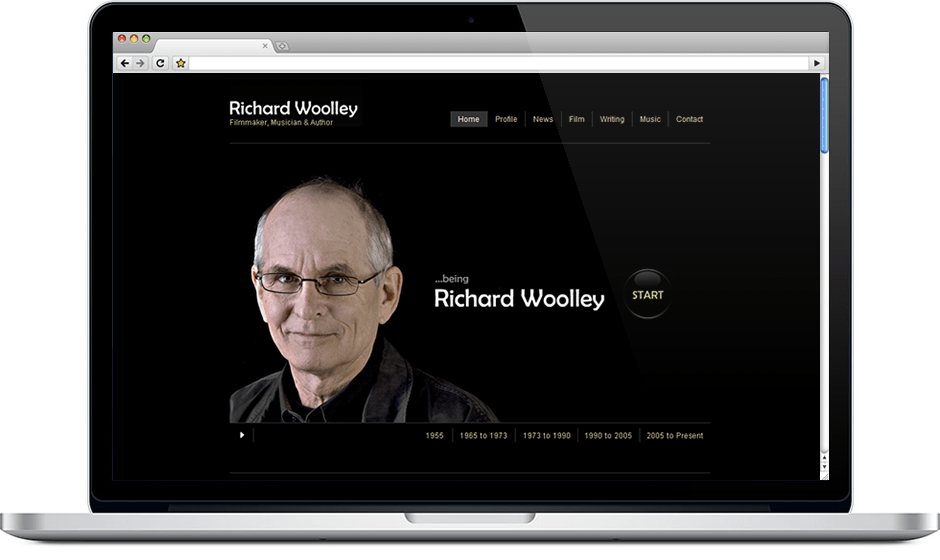 Richard Woolley
Filmmaker, Musician & Author
Home Profile News Film Writing Music Contact
...being
Richard Woolley
START
1955 1965 to 1973 1973 to 1990 1990 to 2005 2005 to Present